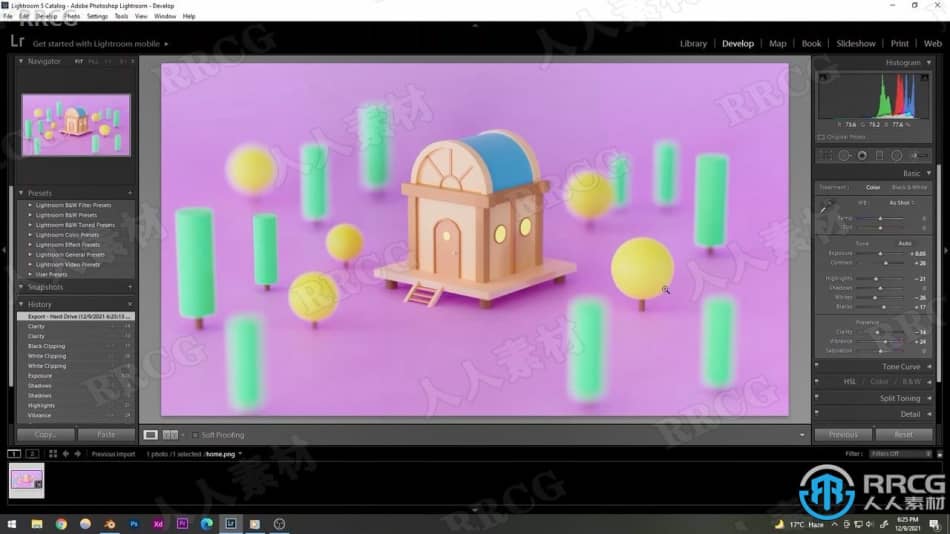 Lightroom 5 Catalog - Adobe Photoshop Lightroom - Develop
File Edit Develop Photo Settings Tools View Window Help
RRCG
Lr Get started with Lightroom mobile
Library | Develop | Map | Book | Slideshow | Print | Web
Navigator FIT FILL
Histogram
R 73.6 G 73.2 B 77.6 %
Original Photo
Basic
Treatment : Color Black & White
WB : As Shot
Temp 0
Tint 0
Tone Auto
Exposure
Contrast + 26
Highlights − 21
Shadows 0
Whites − 26
Blacks + 17
Presence
Clarity − 14
Vibrance + 24
Saturation 0
Tone Curve
HSL / Color / B & W
Split Toning
Detail
Previous Reset
Presets
Lightroom B&W Filter Presets
Lightroom B&W Presets
Lightroom B&W Toned Presets
Lightroom Color Presets
Lightroom Effect Presets
Lightroom General Presets
Lightroom Video Presets
User Presets
Snapshots
History
Export - Hard Drive (12/9/2021 6:25:13 ...
Clarity
Clarity
Black Clipping
White Clipping
White Clipping
Exposure
Shadows
Shadows
Highlights
Vibrance
Copy... Paste
Soft Proofing
1 2 Previous Import 1 photo /1 selected /home.png
Filter : Filters Off
人人素材
RRCG
人人素材
17°C Haze
6:25 PM
12/9/2021